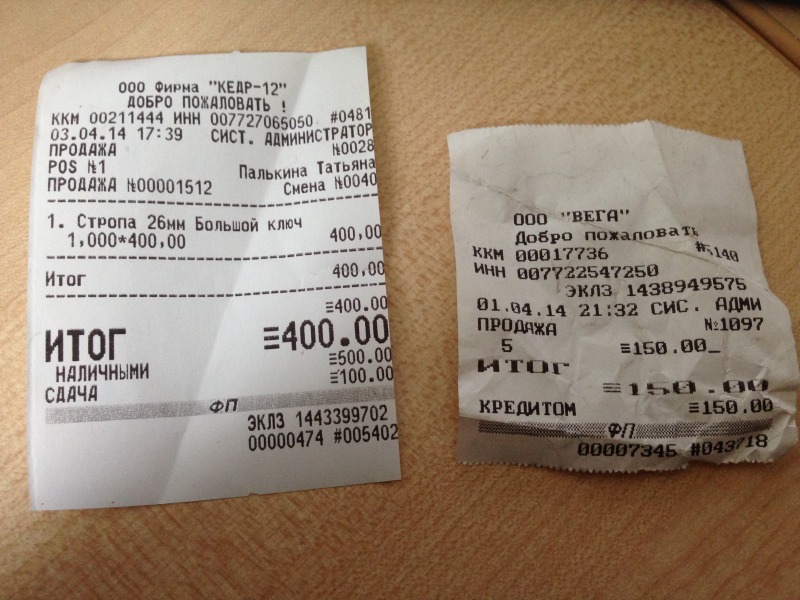 ООО Фирма "КЕДР-12"
ДОБРО ПОЖАЛОВАТЬ !
ККМ 00211444 ИНН 007727065050 #0481
03.04.14 17:39 СИСТ. АДМИНИСТРАТОР
ПРОДАЖА №0028
POS №1 Палькина Татьяна
ПРОДАЖА №00001512 Смена №0040
1. Стропа 26мм Большой ключ
1,000*400,00 400,00
Итог 400,00
≡400.00
ИТОГ ≡400.00
НАЛИЧНЫМИ ≡500.00
СДАЧА ≡100.00
ФП
ЭКЛЗ 1443399702
00000474 #005402
ООО "ВЕГА"
Добро пожаловать
ККМ 00017736 #5140
ИНН 007722547250
ЭКЛЗ 1438949575
01.04.14 21:32 СИС. АДМИ
ПРОДАЖА №1097
5 ≡150.00_
ИТОГ
≡150.00
КРЕДИТОМ ≡150.00
ФП
00007345 #043718